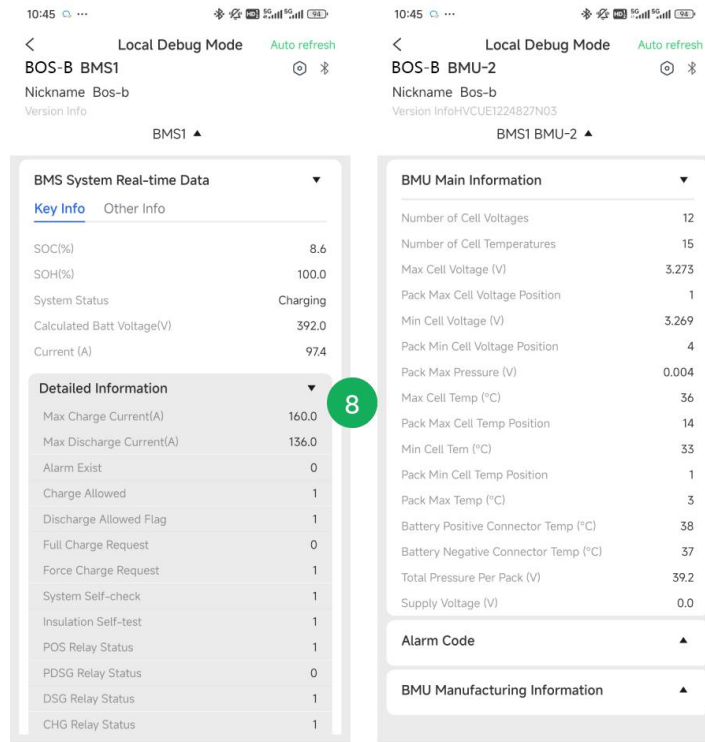 10:45 ··· HD 5G 5G 94
Local Debug Mode Auto refresh
BOS-B BMS1
Nickname Bos-b
Version Info
BMS1 ▲
BMS System Real-time Data ▼
Key Info Other Info
SOC(%) 8.6
SOH(%) 100.0
System Status Charging
Calculated Batt Voltage(V) 392.0
Current (A) 97.4
Detailed Information ▼
Max Charge Current(A) 160.0
Max Discharge Current(A) 136.0
Alarm Exist 0
Charge Allowed 1
Discharge Allowed Flag 1
Full Charge Request 0
Force Charge Request 1
System Self-check 1
Insulation Self-test 1
POS Relay Status 1
PDSG Relay Status 0
DSG Relay Status 1
CHG Relay Status 1
8
10:45 ··· HD 5G 5G 94
Local Debug Mode Auto refresh
BOS-B BMU-2
Nickname Bos-b
Version InfoHVCUE1224827N03
BMS1 BMU-2 ▲
BMU Main Information ▼
Number of Cell Voltages 12
Number of Cell Temperatures 15
Max Cell Voltage (V) 3.273
Pack Max Cell Voltage Position 1
Min Cell Voltage (V) 3.269
Pack Min Cell Voltage Position 4
Pack Max Pressure (V) 0.004
Max Cell Temp (°C) 36
Pack Max Cell Temp Position 14
Min Cell Tem (°C) 33
Pack Min Cell Temp Position 1
Pack Max Temp (°C) 3
Battery Positive Connector Temp (°C) 38
Battery Negative Connector Temp (°C) 37
Total Pressure Per Pack (V) 39.2
Supply Voltage (V) 0.0
Alarm Code ▲
BMU Manufacturing Information ▲